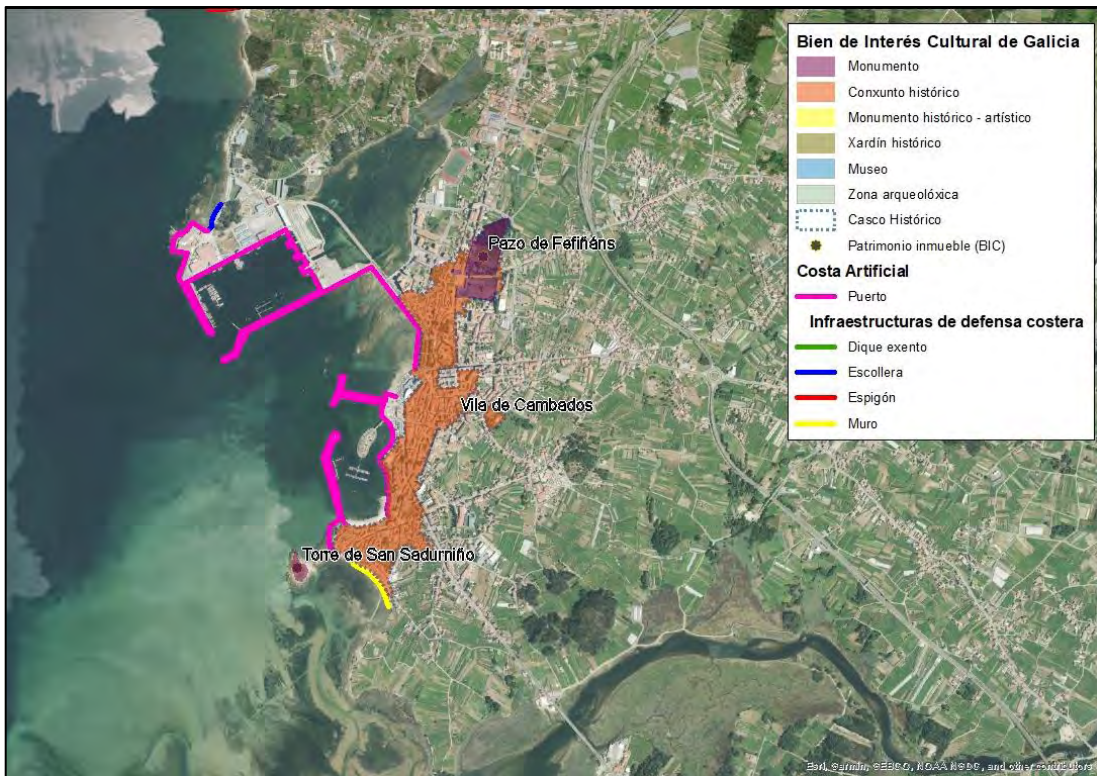 Bien de Interés Cultural de Galicia
Monumento
Conxunto histórico
Monumento histórico - artístico
Xardín histórico
Museo
Zona arqueolóxica
Casco Histórico
Patrimonio inmueble (BIC)
Costa Artificial
Puerto
Infraestructuras de defensa costera
Dique exento
Escollera
Espigón
Muro
Pazo de Fefiñáns
Vila de Cambados
Torre de San Sadurniño
Esri, Garmin, GEBCO, NOAA NGDC, and other contributors